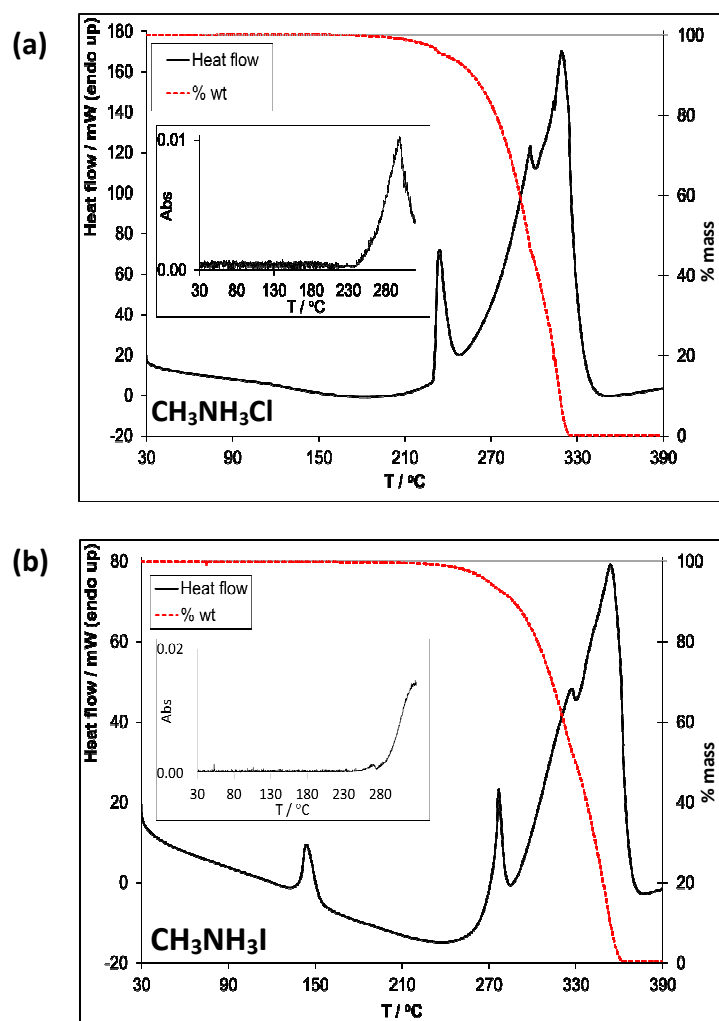 (a)
Heat flow / mW (endo up)
180
160
140
120
100
80
60
40
20
0
-20
Heat flow
% wt
0.01
Abs
0.00
30 80 130 180 230 280
T / ºC
CH₃NH₃Cl
100
80
60
40
20
0
% mass
30 90 150 210 270 330 390
T / ºC
(b)
Heat flow / mW (endo up)
80
60
40
20
0
-20
Heat flow
% wt
0.02
Abs
0.00
30 80 130 180 230 280
T / °C
CH₃NH₃I
100
80
60
40
20
0
% mass
30 90 150 210 270 330 390
T / ºC